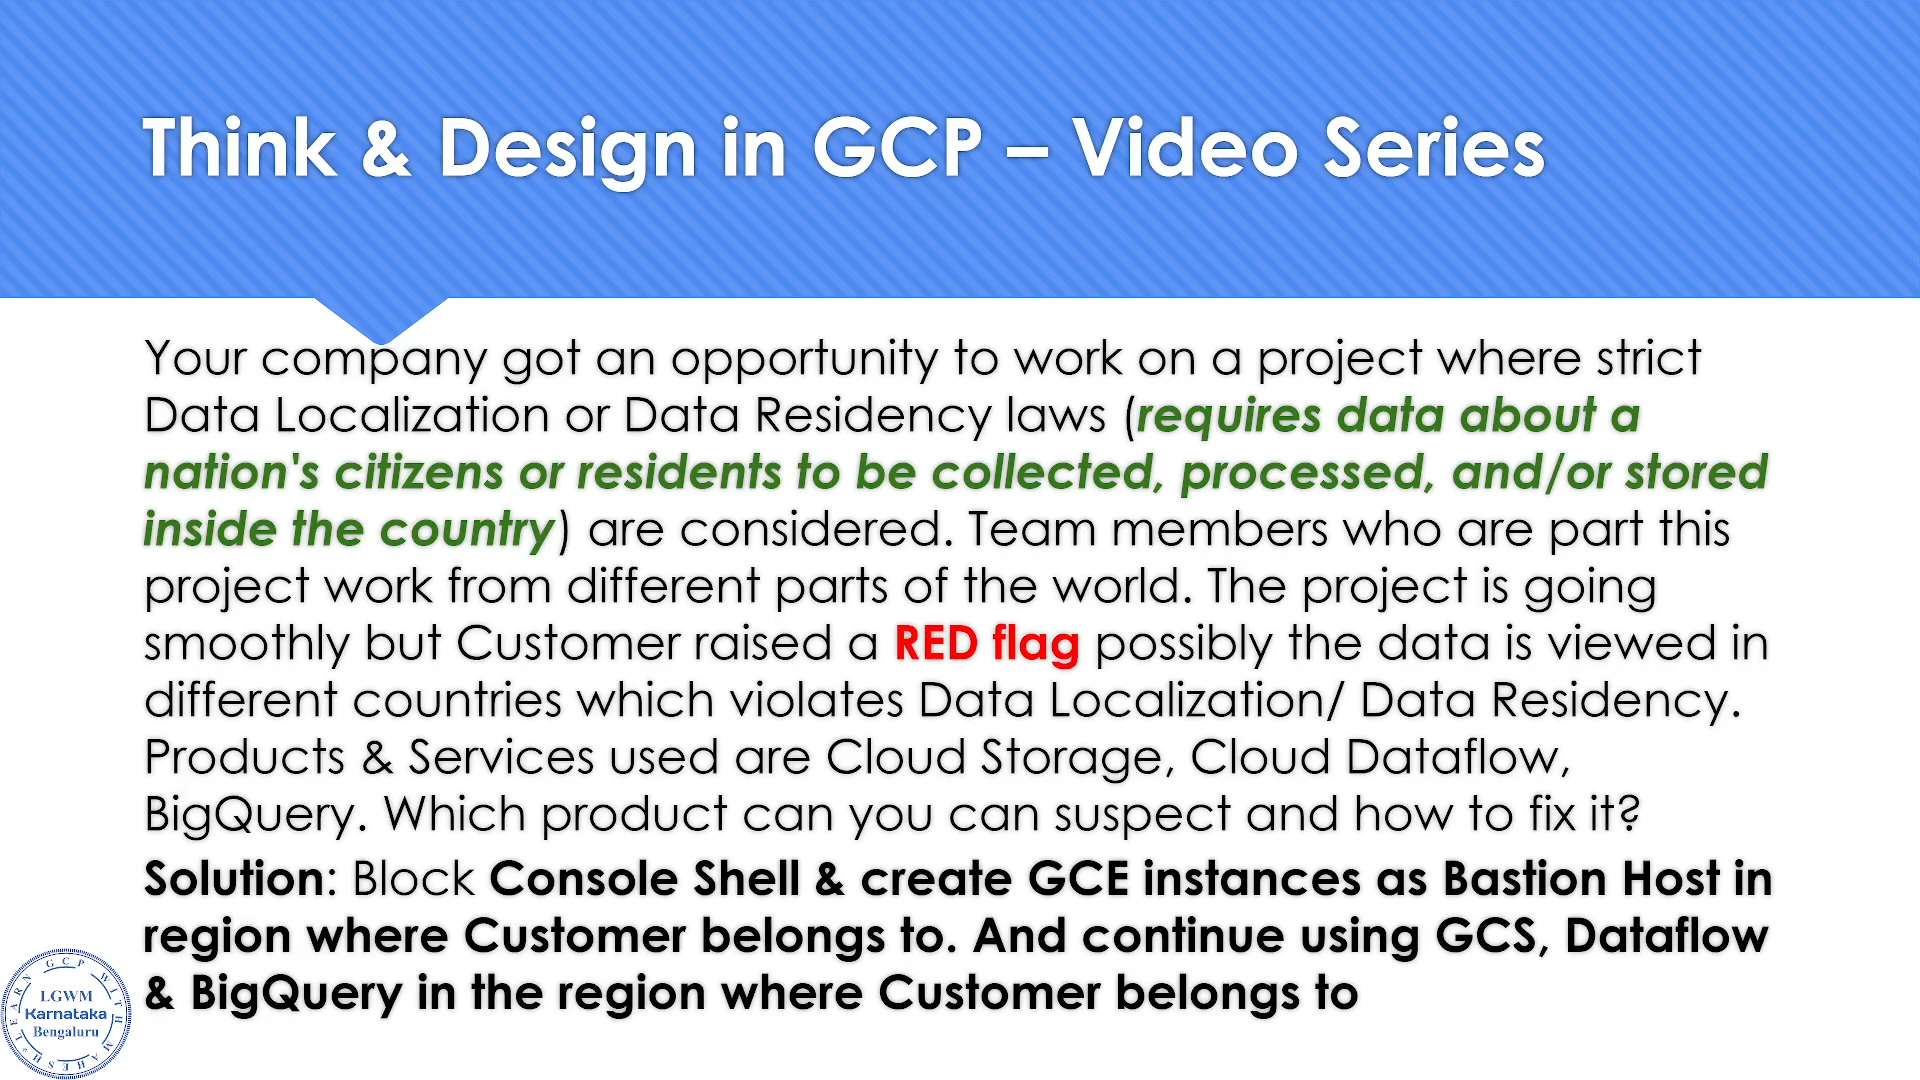 Think & Design in GCP – Video Series
Your company got an opportunity to work on a project where strict
Data Localization or Data Residency laws (requires data about a
nation's citizens or residents to be collected, processed, and/or stored
inside the country) are considered. Team members who are part this
project work from different parts of the world. The project is going
smoothly but Customer raised a RED flag possibly the data is viewed in
different countries which violates Data Localization/ Data Residency.
Products & Services used are Cloud Storage, Cloud Dataflow,
BigQuery. Which product can you can suspect and how to fix it?
Solution: Block Console Shell & create GCE instances as Bastion Host in
region where Customer belongs to. And continue using GCS, Dataflow
& BigQuery in the region where Customer belongs to
LEARN GCP WITH MAHESH
LGWM
Karnataka
Bengaluru